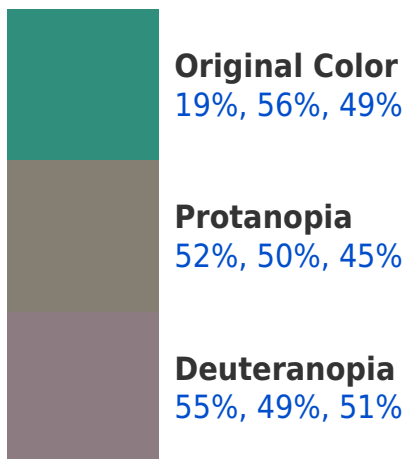 Original Color
19%, 56%, 49%
Protanopia
52%, 50%, 45%
Deuteranopia
55%, 49%, 51%